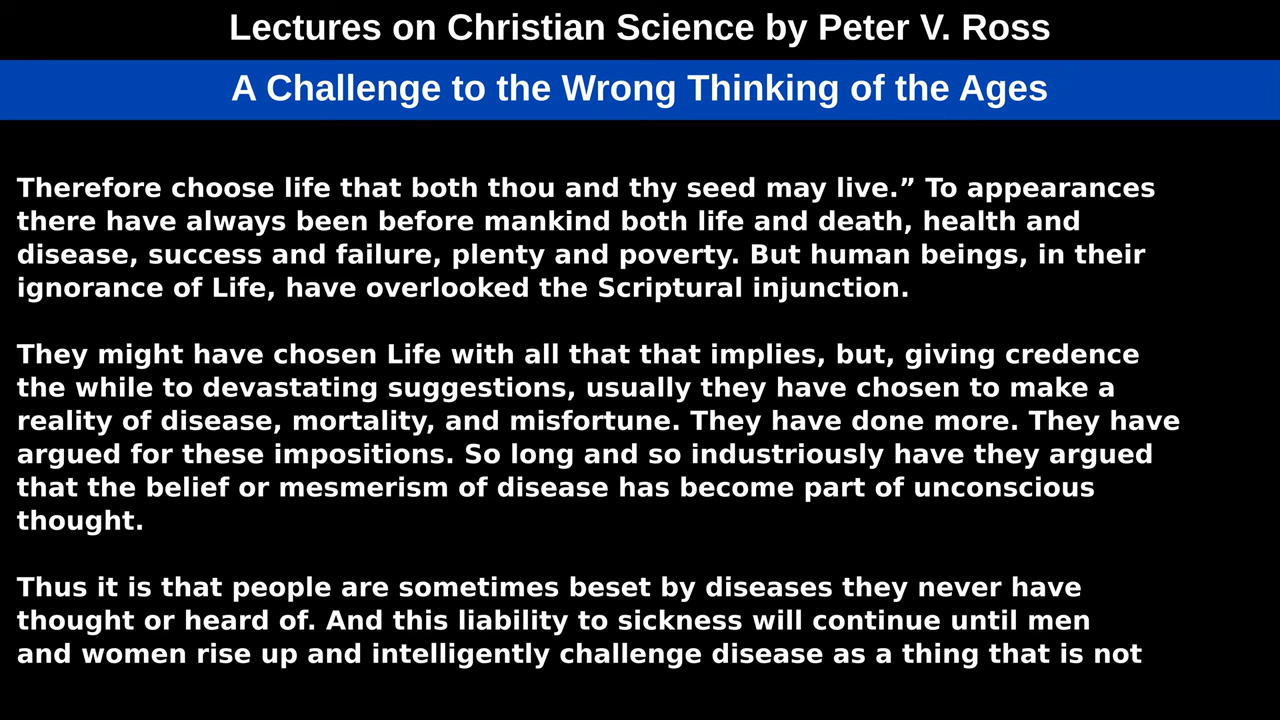 Lectures on Christian Science by Peter V. Ross
A Challenge to the Wrong Thinking of the Ages
Therefore choose life that both thou and thy seed may live.” To appearances
there have always been before mankind both life and death, health and
disease, success and failure, plenty and poverty. But human beings, in their
ignorance of Life, have overlooked the Scriptural injunction.
They might have chosen Life with all that that implies, but, giving credence
the while to devastating suggestions, usually they have chosen to make a
reality of disease, mortality, and misfortune. They have done more. They have
argued for these impositions. So long and so industriously have they argued
that the belief or mesmerism of disease has become part of unconscious
thought.
Thus it is that people are sometimes beset by diseases they never have
thought or heard of. And this liability to sickness will continue until men
and women rise up and intelligently challenge disease as a thing that is not